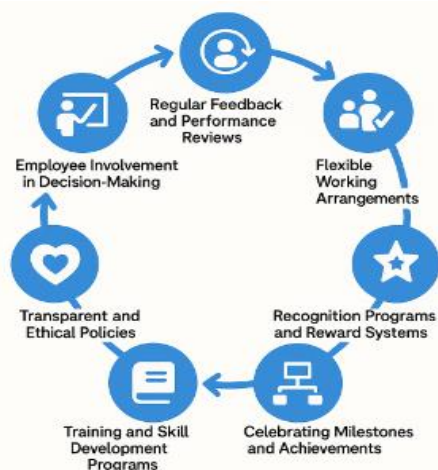 Regular Feedback
and Performance
Reviews
Flexible
Working
Arrangements
Recognition Programs
and Reward Systems
Celebrating Milestones
and Achievements
Training and Skill
Development
Programs
Transparent and
Ethical Policies
Employee Involvement
in Decision-Making